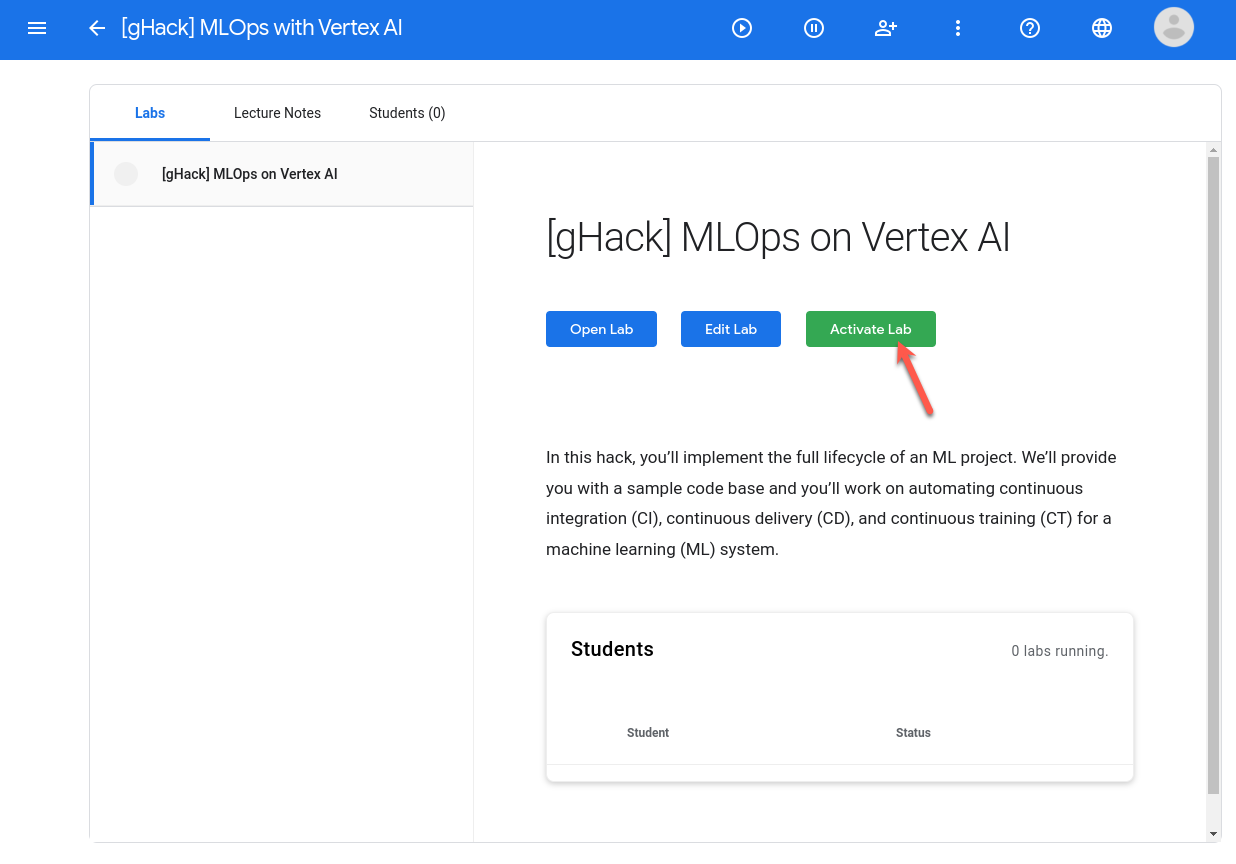 [gHack] MLOps with Vertex AI
Labs
Lecture Notes
Students (0)
[gHack] MLOps on Vertex AI
[gHack] MLOps on Vertex AI
Open Lab
Edit Lab
Activate Lab
In this hack, you’ll implement the full lifecycle of an ML project. We’ll provide
you with a sample code base and you’ll work on automating continuous
integration (CI), continuous delivery (CD), and continuous training (CT) for a
machine learning (ML) system.
Students
0 labs running.
Student
Status